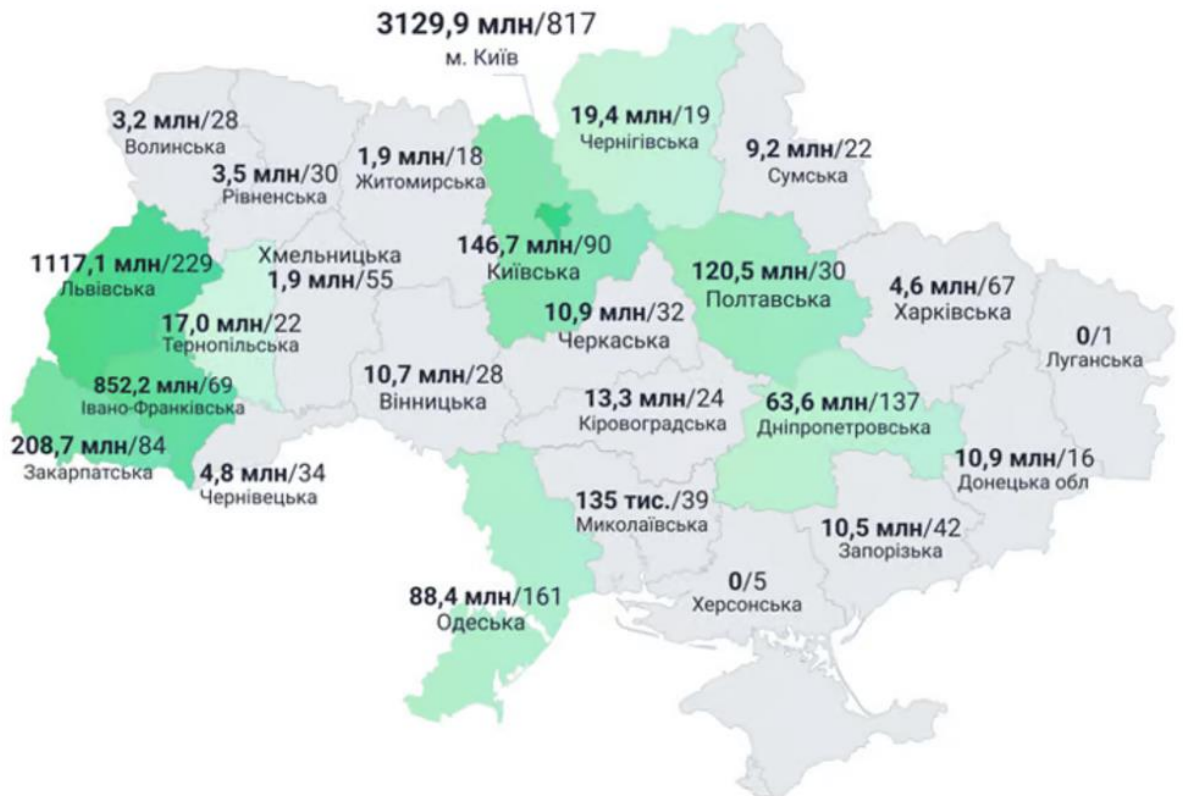 3129,9 млн/817
м. Київ
19,4 млн/19
Чернігівська
3,2 млн/28
Волинська
9,2 млн/22
Сумська
1,9 млн/18
Житомирська
3,5 млн/30
Рівненська
146,7 млн/90
Київська
Хмельницька
1,9 млн/55
1117,1 млн/229
Львівська
120,5 млн/30
Полтавська
4,6 млн/67
Харківська
10,9 млн/32
Черкаська
17,0 млн/22
Тернопільська
0/1
Луганська
852,2 млн/69
Івано-Франківська
10,7 млн/28
Вінницька
13,3 млн/24
Кіровоградська
63,6 млн/137
Дніпропетровська
208,7 млн/84
Закарпатська
4,8 млн/34
Чернівецька
10,9 млн/16
Донецька обл
135 тис./39
Миколаївська
10,5 млн/42
Запорізька
0/5
Херсонська
88,4 млн/161
Одеська